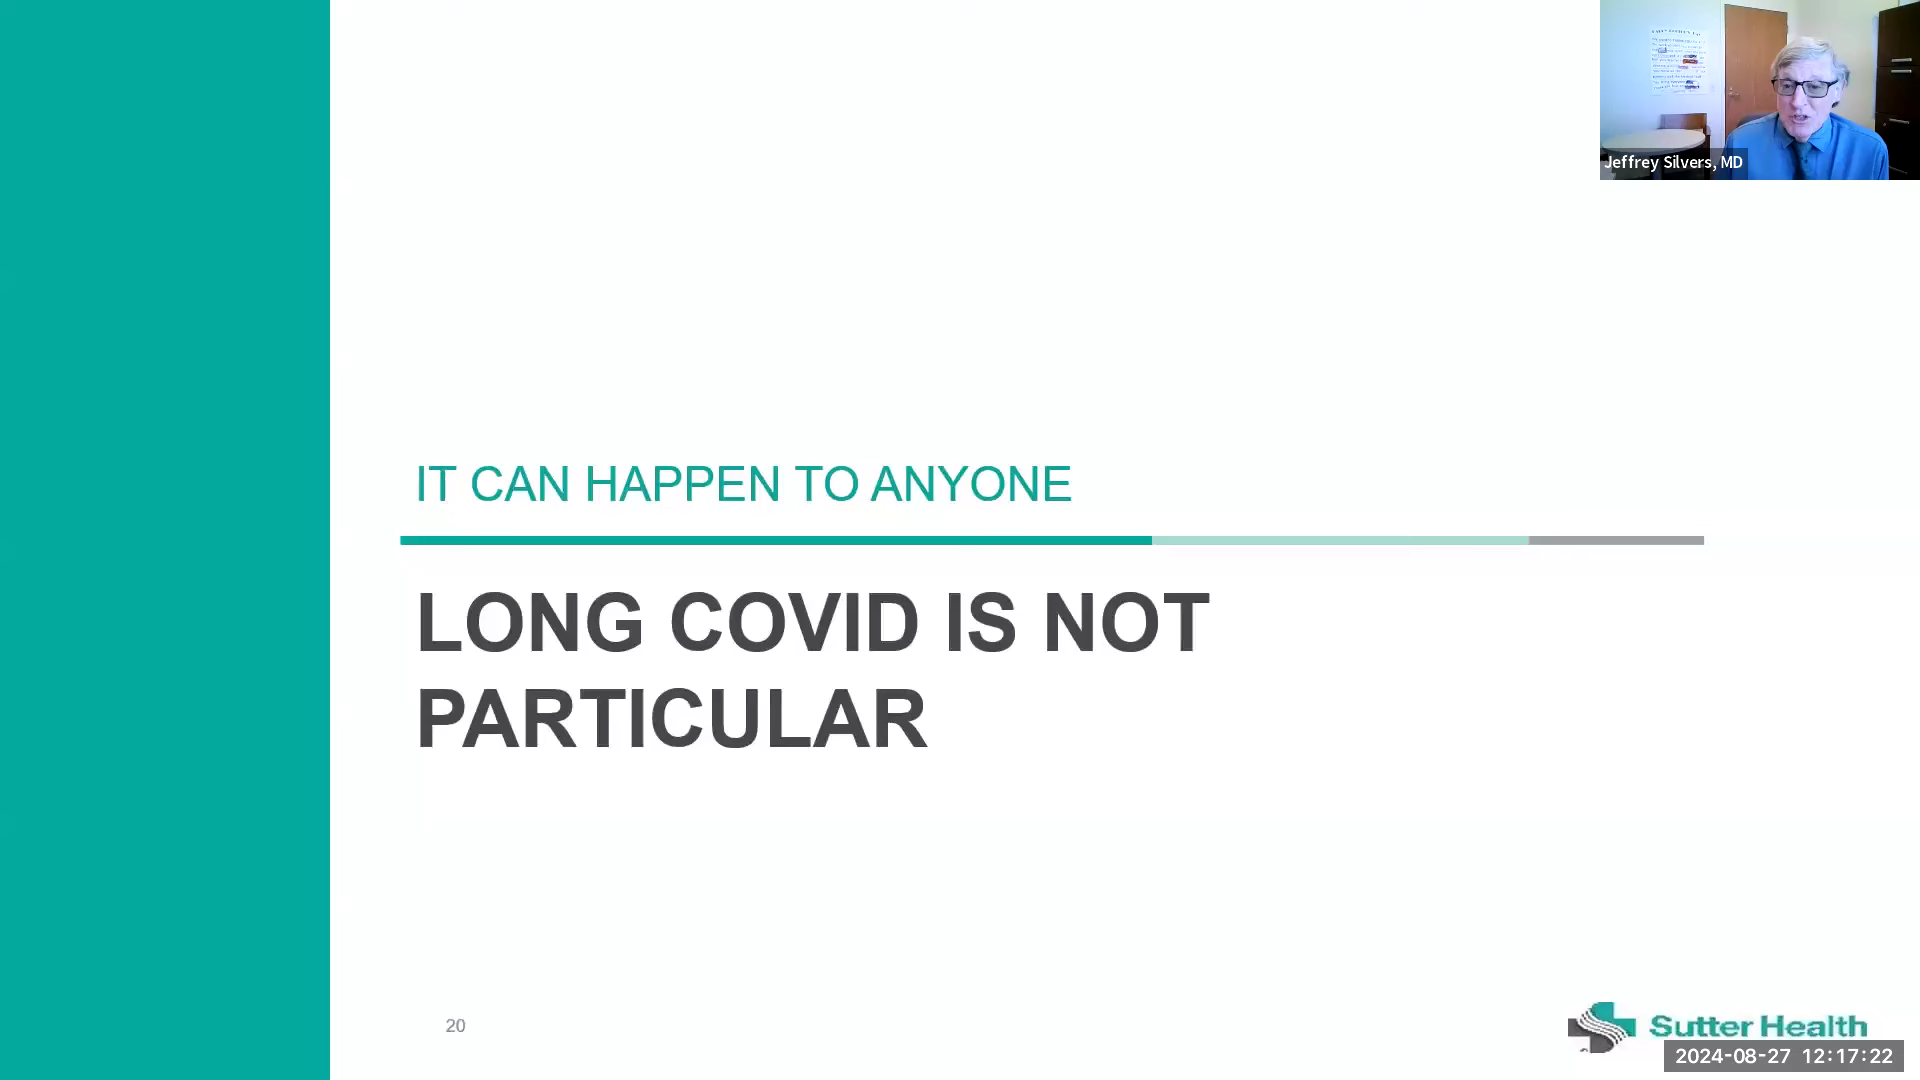 Jeffrey Silvers, MD
IT CAN HAPPEN TO ANYONE
LONG COVID IS NOT
PARTICULAR
20
Sutter Health
2024-08-27 12:17:22